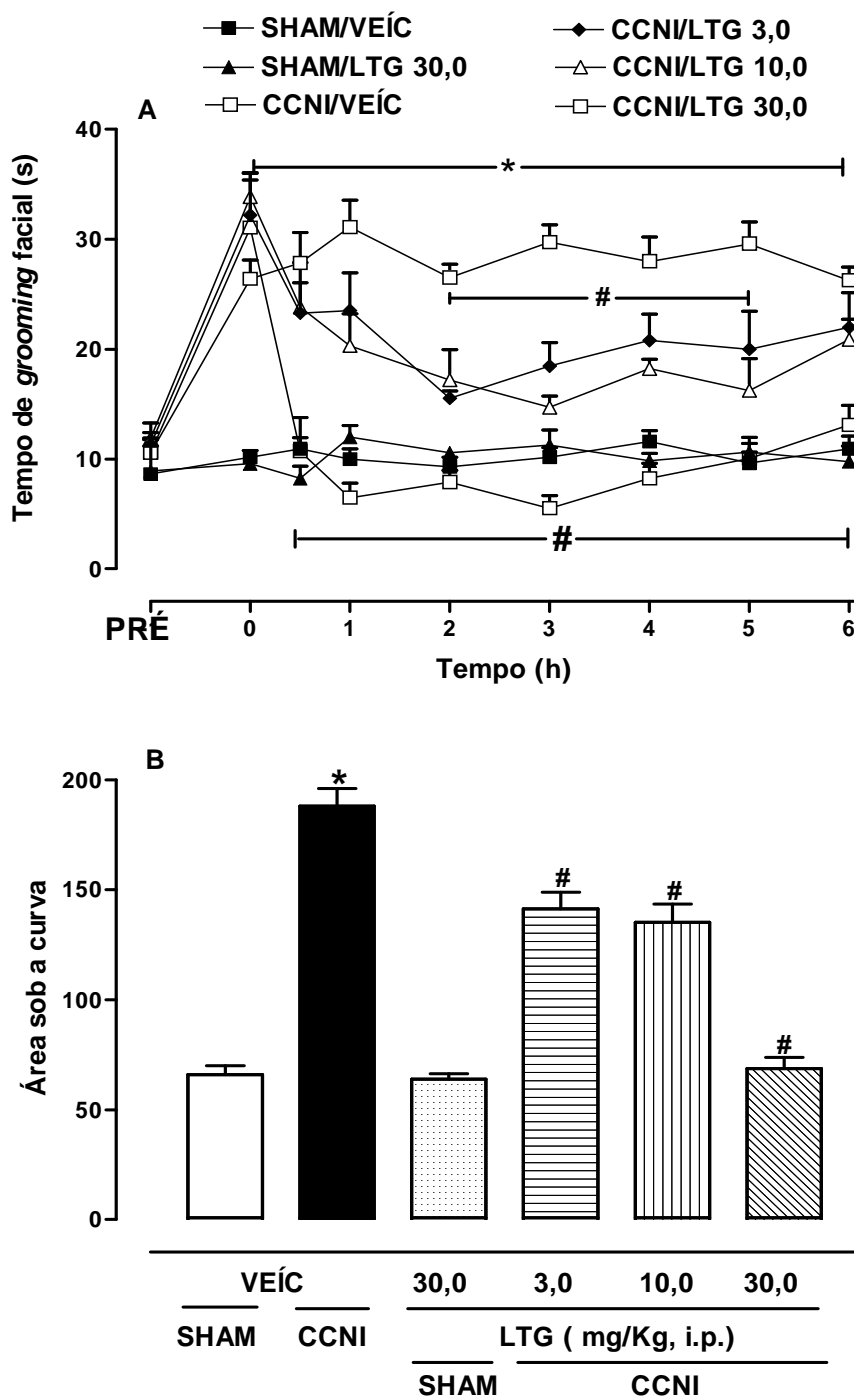 SHAM/VEÍC CCNI/LTG 3,0
SHAM/LTG 30,0 CCNI/LTG 10,0
CCNI/VEÍC CCNI/LTG 30,0
A
Tempo de grooming facial (s)
40
30
20
10
0
*
#
#
PRÉ 0 1 2 3 4 5 6
Tempo (h)
B
Área sob a curva
200
150
100
50
0
*
# # #
VEÍC 30,0 3,0 10,0 30,0
SHAM CCNI LTG ( mg/Kg, i.p.)
SHAM CCNI